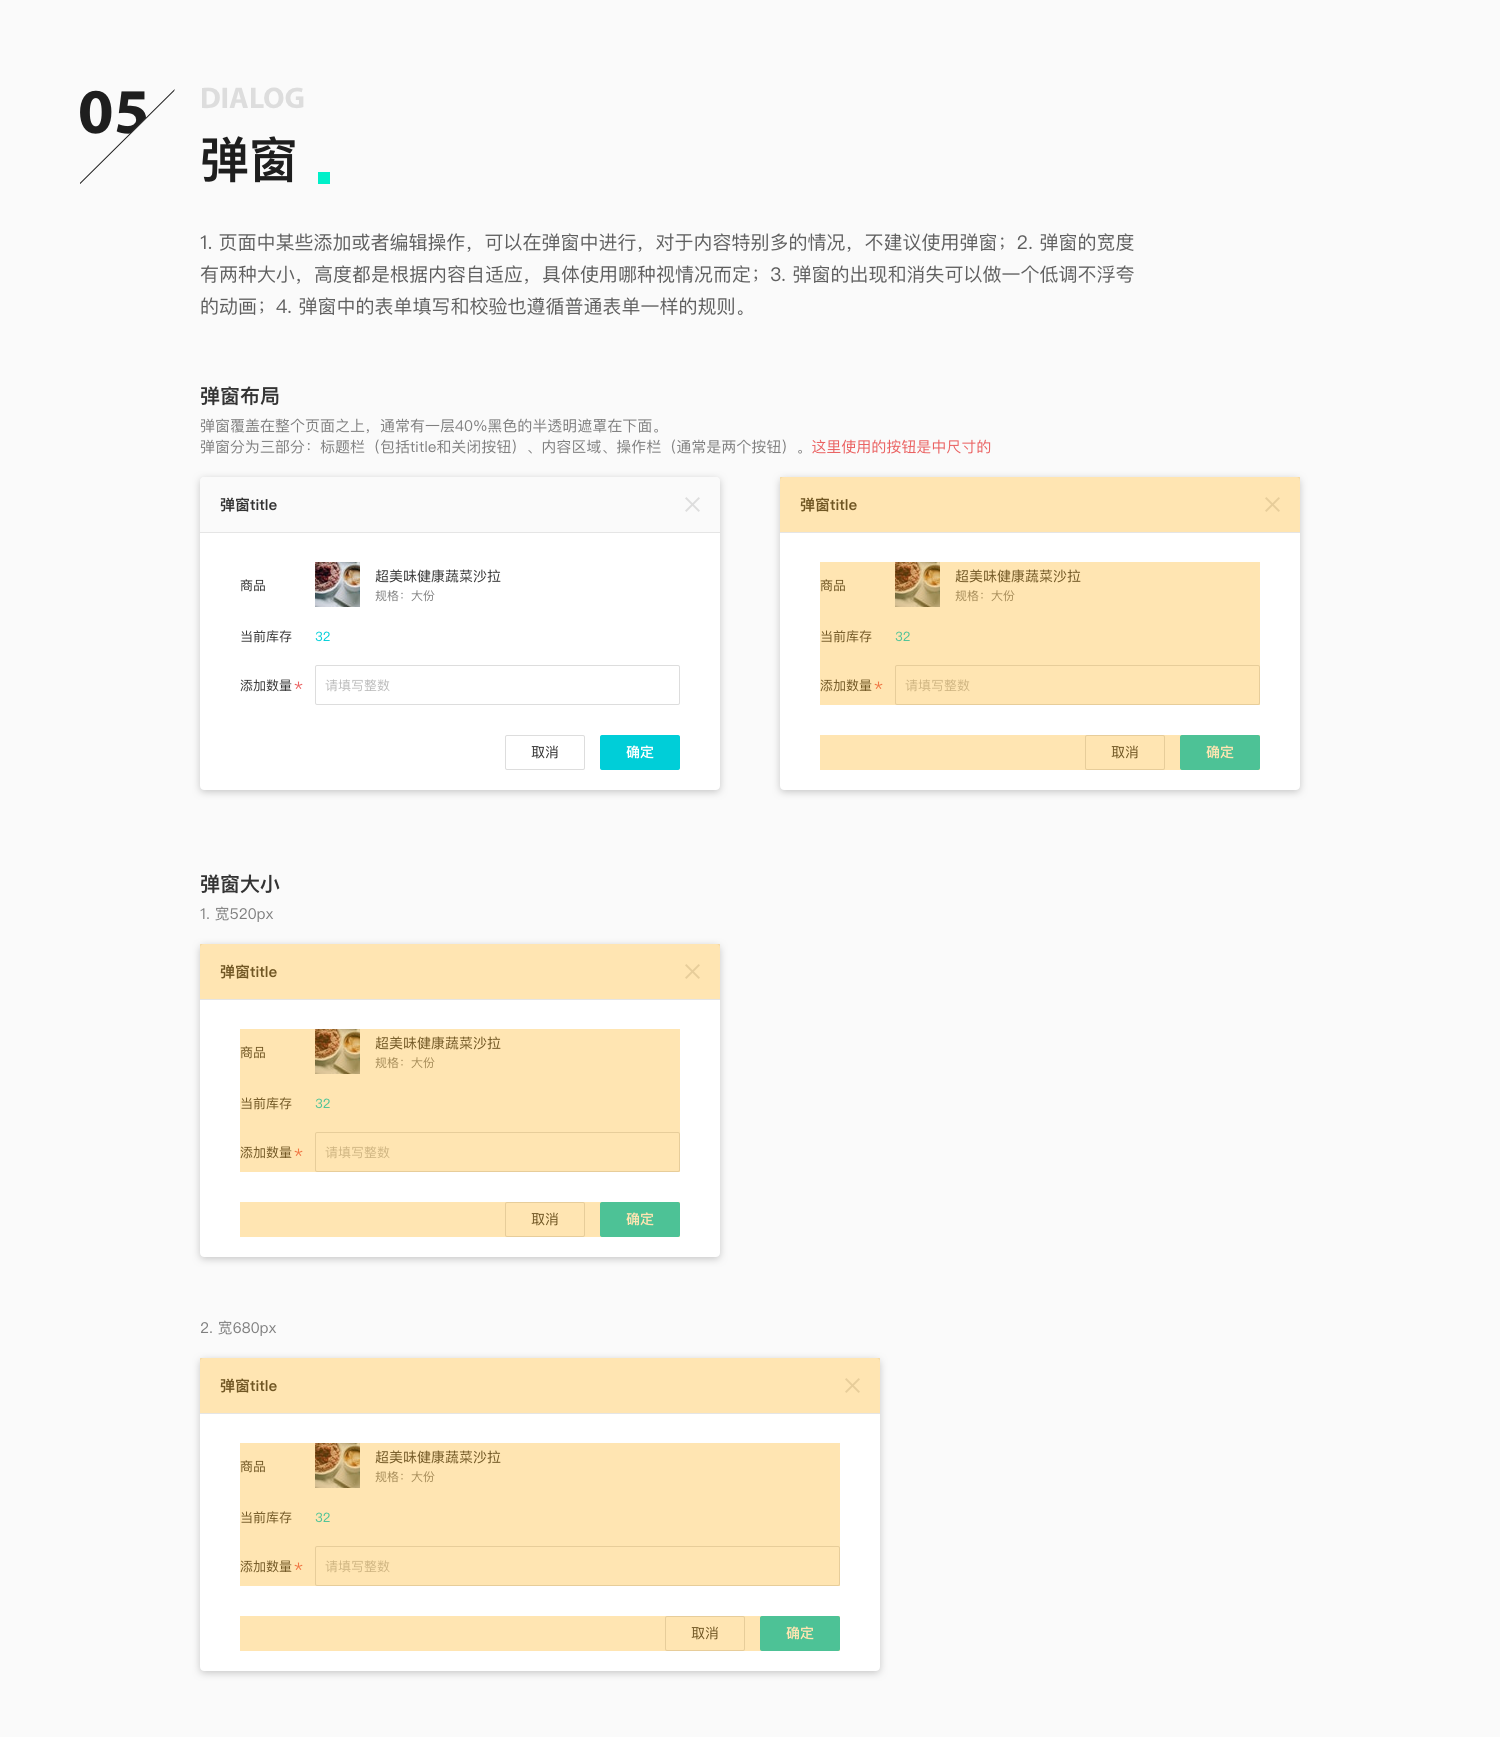 05
DIALOG
弹窗
1. 页面中某些添加或者编辑操作，可以在弹窗中进行，对于内容特别多的情况，不建议使用弹窗；2. 弹窗的宽度
有两种大小，高度都是根据内容自适应，具体使用哪种视情况而定；3. 弹窗的出现和消失可以做一个低调不浮夸
的动画；4. 弹窗中的表单填写和校验也遵循普通表单一样的规则。
弹窗布局
弹窗覆盖在整个页面之上，通常有一层40%黑色的半透明遮罩在下面。
弹窗分为三部分：标题栏（包括title和关闭按钮）、内容区域、操作栏（通常是两个按钮）。这里使用的按钮是中尺寸的
弹窗title
商品
超美味健康蔬菜沙拉
规格：大份
当前库存 32
添加数量* 请填写整数
取消 确定
弹窗title
商品
超美味健康蔬菜沙拉
规格：大份
当前库存 32
添加数量* 请填写整数
取消 确定
弹窗大小
1. 宽520px
弹窗title
商品
超美味健康蔬菜沙拉
规格：大份
当前库存 32
添加数量* 请填写整数
取消 确定
2. 宽680px
弹窗title
商品
超美味健康蔬菜沙拉
规格：大份
当前库存 32
添加数量* 请填写整数
取消 确定